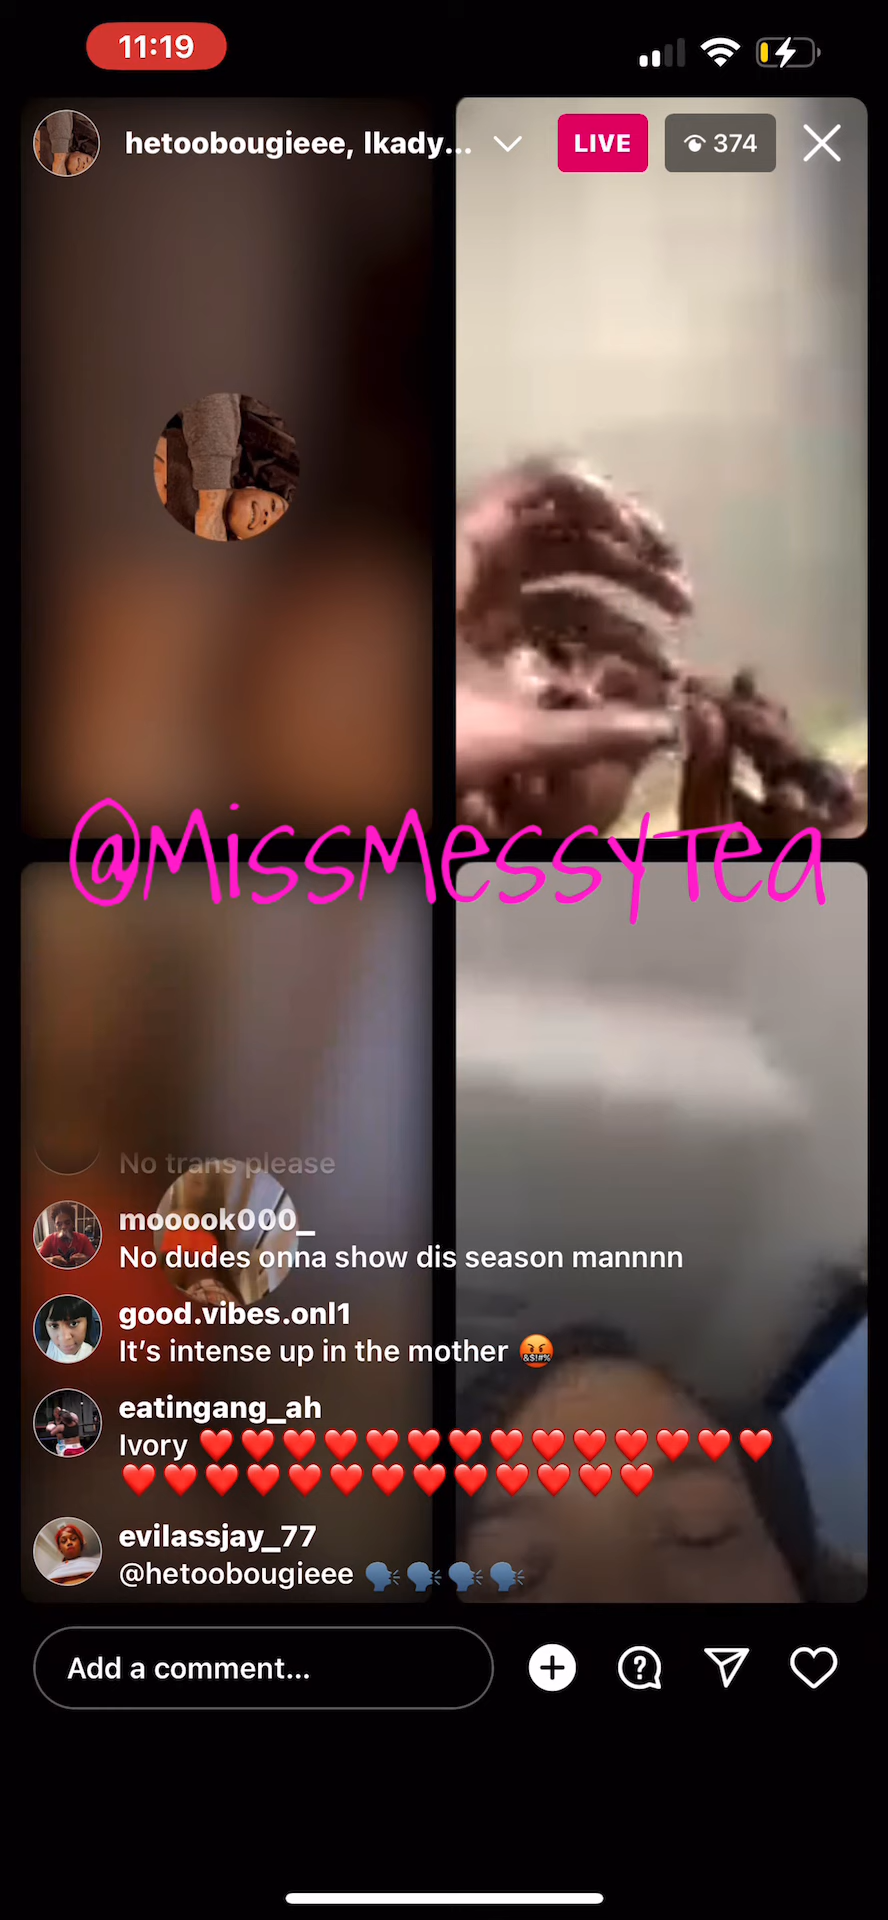 11:19
hetoobougieee, lkady...
LIVE
374
@MissMessyTea
No trans please
mooook000_
No dudes onna show dis season mannnn
good.vibes.onl1
It's intense up in the mother 🤬
eatingang_ah
Ivory ❤️❤️❤️❤️❤️❤️❤️❤️❤️❤️❤️❤️❤️❤️
❤️❤️❤️❤️❤️❤️❤️❤️❤️❤️❤️❤️❤️
evilassjay_77
@hetoobougieee 🗣️🗣️🗣️🗣️
Add a comment...